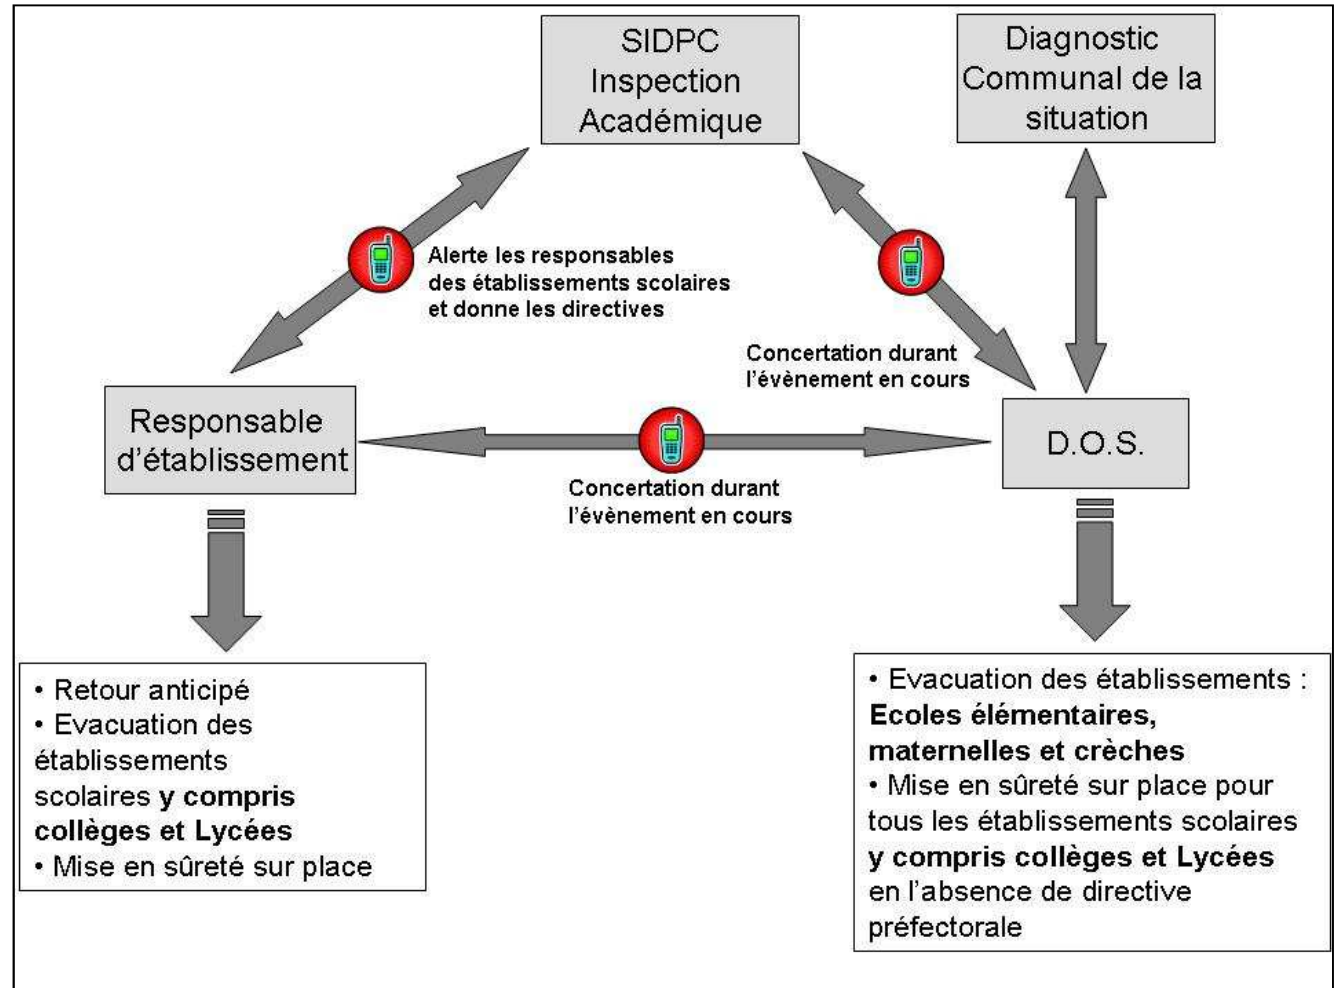 SIDPC
Inspection
Académique
Diagnostic
Communal de la
situation
Alerte les responsables
des établissements scolaires
et donne les directives
Concertation durant
l'évènement en cours
Responsable
d'établissement
D.O.S.
Concertation durant
l'évènement en cours
• Retour anticipé
• Evacuation des
établissements
scolaires y compris
collèges et Lycées
• Mise en sûreté sur place
• Evacuation des établissements :
Ecoles élémentaires,
maternelles et crèches
• Mise en sûreté sur place pour
tous les établissements scolaires
y compris collèges et Lycées
en l'absence de directive
préfectorale